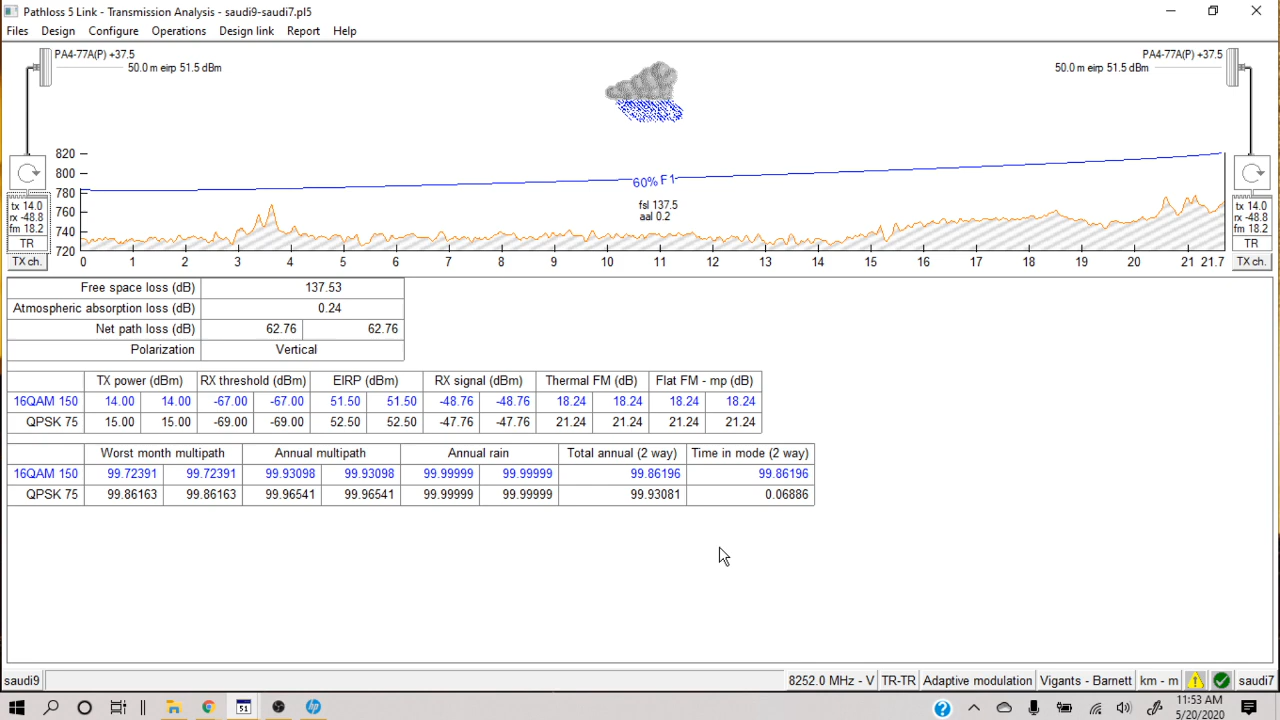 Pathloss 5 Link - Transmission Analysis - saudi9-saudi7.pl5
Files Design Configure Operations Design link Report Help
PA4-77A(P) +37.5 PA4-77A(P) +37.5
50.0 m eirp 51.5 dBm 50.0 m eirp 51.5 dBm
820
800
780
760
740
720
60% F1
fsl 137.5
aal 0.2
tx 14.0 tx 14.0
rx -48.8 rx -48.8
fm 18.2 fm 18.2
TR TR
TX ch. 0 1 2 3 4 5 6 7 8 9 10 11 12 13 14 15 16 17 18 19 20 21 21.7 TX ch.
Free space loss (dB) 137.53
Atmospheric absorption loss (dB) 0.24
Net path loss (dB) 62.76 62.76
Polarization Vertical
TX power (dBm) RX threshold (dBm) EIRP (dBm) RX signal (dBm) Thermal FM (dB) Flat FM - mp (dB)
16QAM 150 14.00 14.00 -67.00 -67.00 51.50 51.50 -48.76 -48.76 18.24 18.24 18.24 18.24
QPSK 75 15.00 15.00 -69.00 -69.00 52.50 52.50 -47.76 -47.76 21.24 21.24 21.24 21.24
Worst month multipath Annual multipath Annual rain Total annual (2 way) Time in mode (2 way)
16QAM 150 99.72391 99.72391 99.93098 99.93098 99.99999 99.99999 99.86196 99.86196
QPSK 75 99.86163 99.86163 99.96541 99.96541 99.99999 99.99999 99.93081 0.06886
saudi9 8252.0 MHz - V TR-TR Adaptive modulation Vigants - Barnett km - m saudi7
11:53 AM
5/20/2020